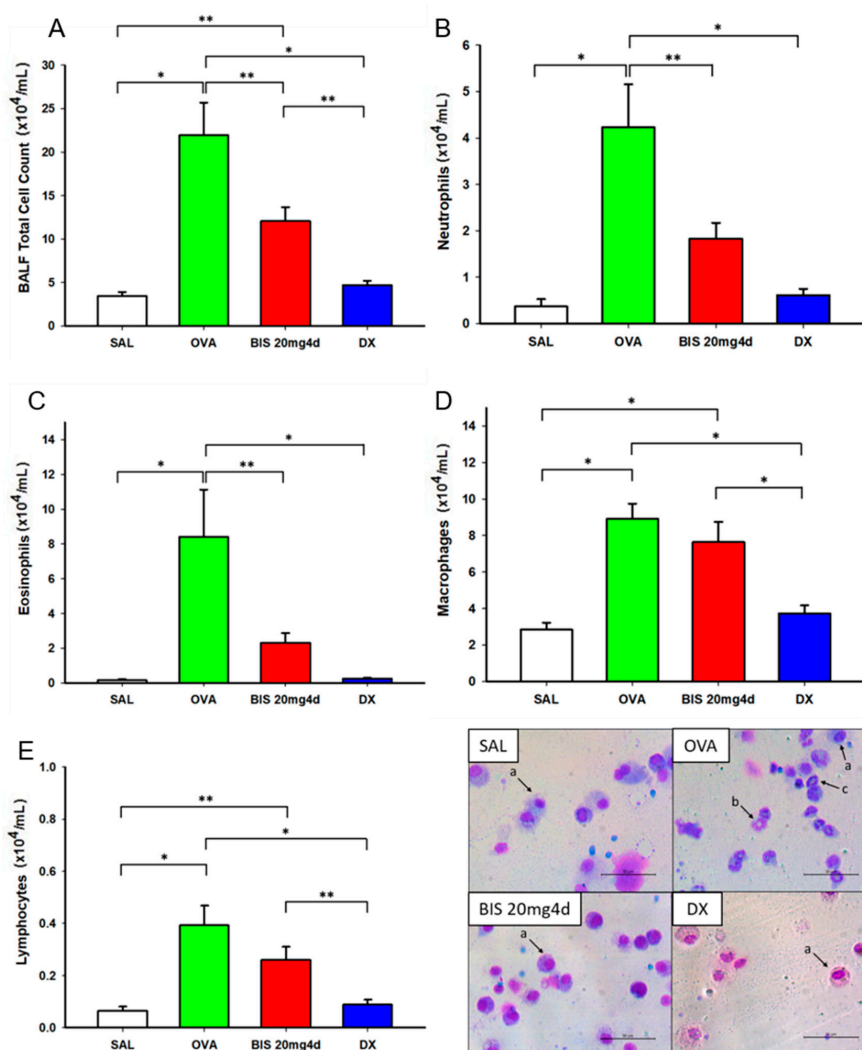 A
BALF Total Cell Count (x10⁴/mL)
30
25
20
15
10
5
0
**
*
*
**
**
SAL OVA BIS 20mg4d DX
B
Neutrophils (x10⁴/mL)
6
5
4
3
2
1
0
*
*
**
SAL OVA BIS 20mg4d DX
C
Eosinophils (x10⁴/mL)
14
12
10
8
6
4
2
0
*
*
**
SAL OVA BIS 20mg4d DX
D
Macrophages (x10⁴/mL)
14
12
10
8
6
4
2
0
*
*
*
*
SAL OVA BIS 20mg4d DX
E
Lymphocytes (x10⁴/mL)
1.0
0.8
0.6
0.4
0.2
0.0
**
*
*
**
SAL OVA BIS 20mg4d DX
SAL
a
OVA
a
c
b
BIS 20mg4d
a
DX
a